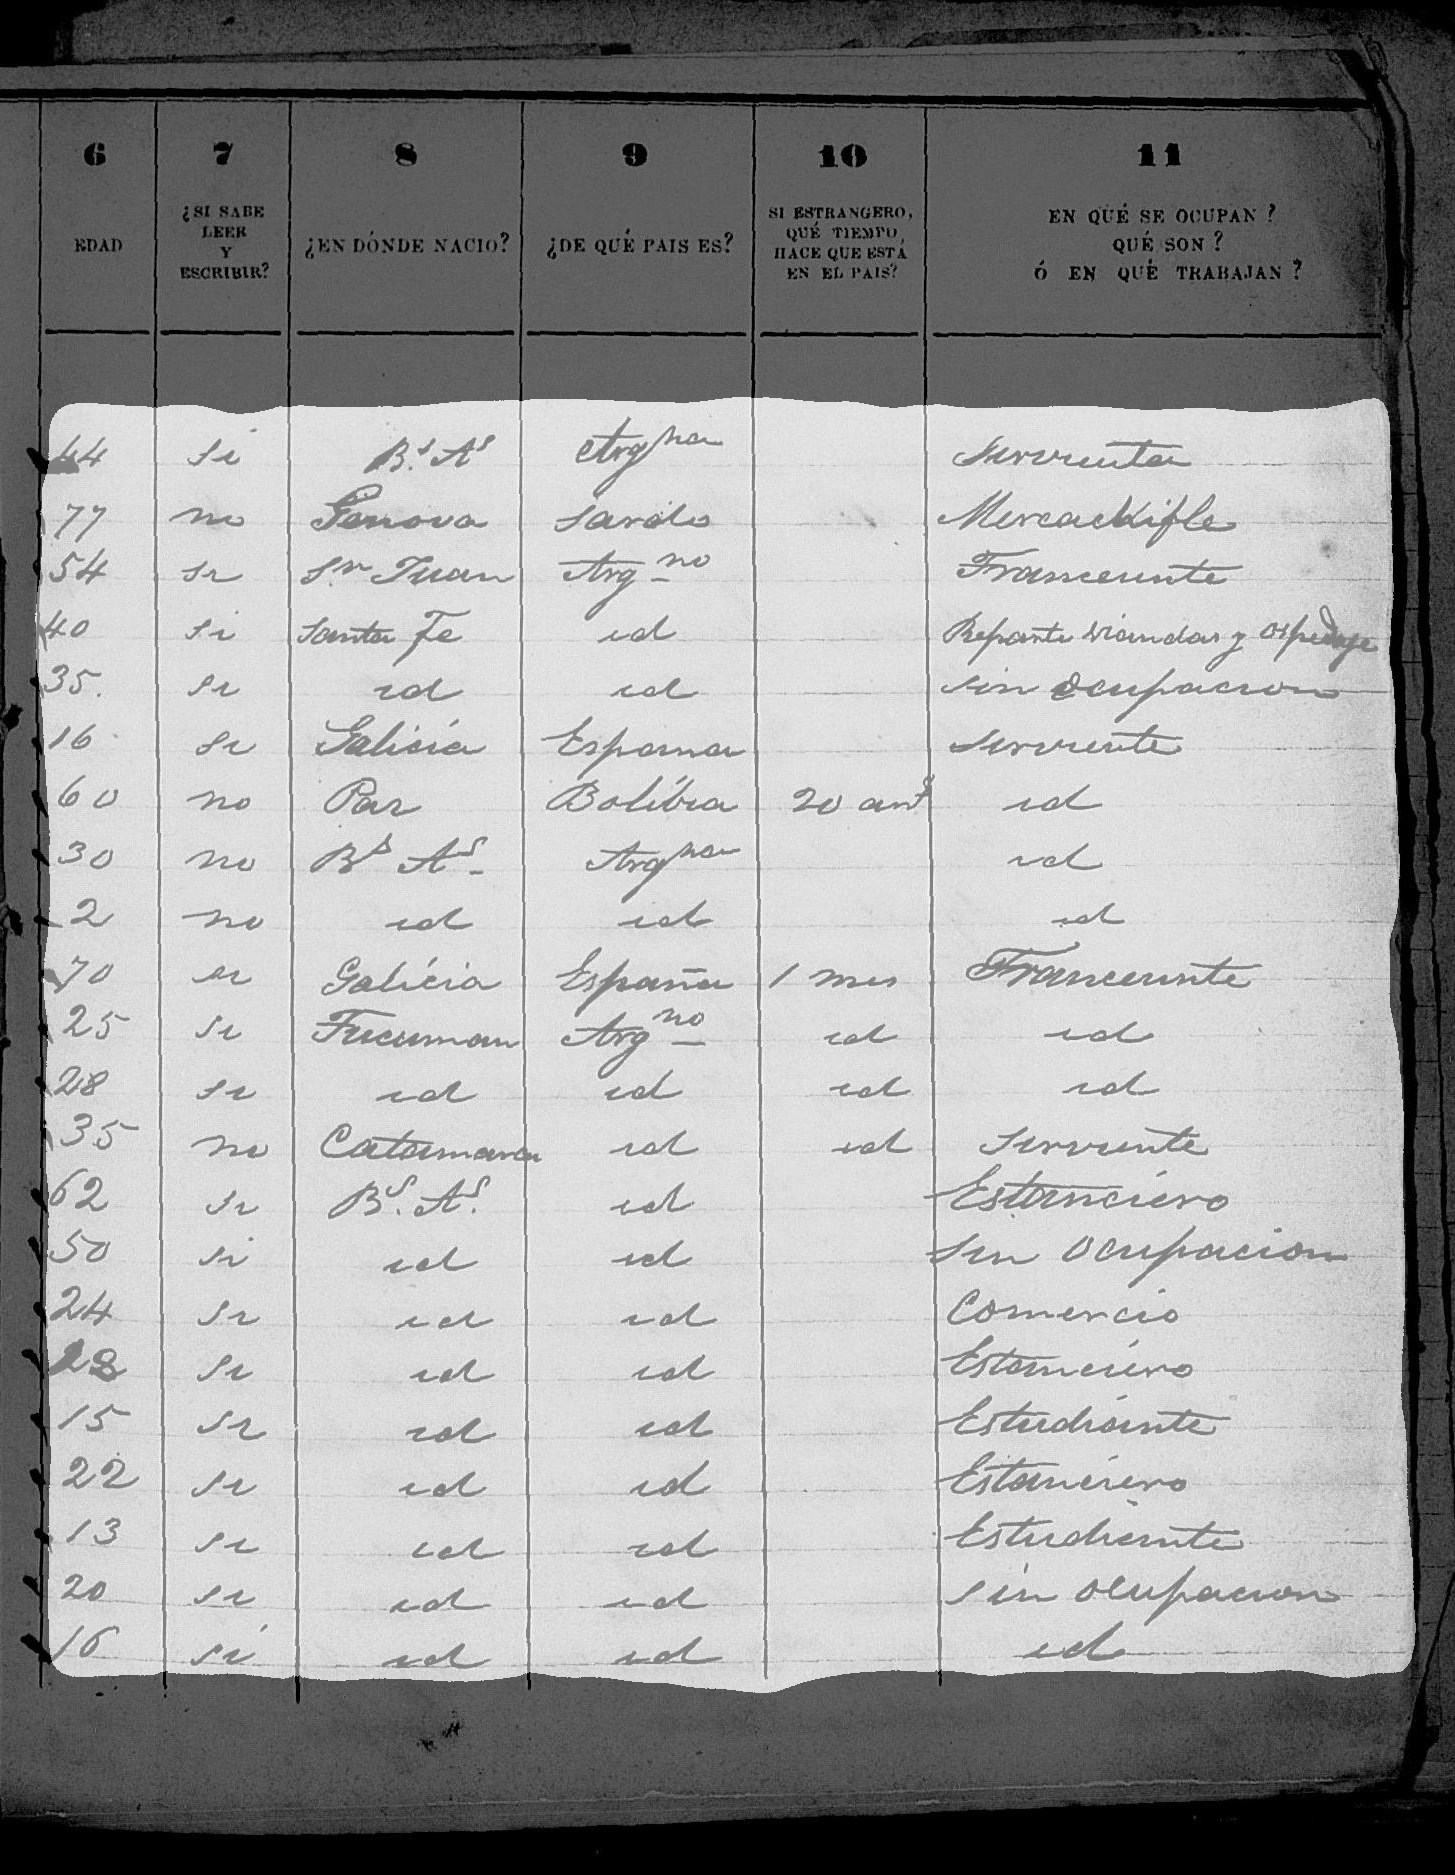 6 7 8 9 10 11
EDAD ¿SI SABE LEER Y ESCRIBIR? ¿EN DÓNDE NACIO? ¿DE QUÉ PAIS ES? SI ESTRANGERO, QUÉ TIEMPO HACE QUE ESTÁ EN EL PAIS? EN QUÉ SE OCUPAN? QUÉ SON? Ó EN QUÉ TRABAJAN?
44 si B.s As Argna Sirvienta
77 no Genova Sardo
54 si Sn Juan Argno Transeunte
40 si Santa Fe id Reparte viandas y ospedaje
35. si id id sin ocupacion
16 si Galicia Espana sirviente
60 no Paz Bolibia 20 ans id
30 no Bs As Argna id
2 no id id id
70 si Galicia España 1 mes Transeunte
25 si Tucuman Argno id id
28 si id id id id
35 no Catamarca id id Sirviente
62 si Bs. As. id Estanciero
50 si id id sin ocupacion
24 si id id Comercio
28 si id id Estanciero
15 si id id Estudiante
22 si id id Estanciero
13 si id id Estudiante
20 si id id sin ocupacion
16 si id id id